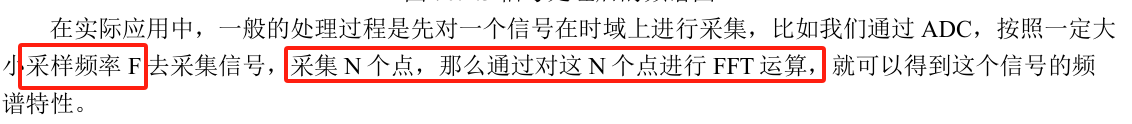 在实际应用中，一般的处理过程是先对一个信号在时域上进行采集，比如我们通过 ADC，按照一定大
小采样频率 F 去采集信号，采集 N 个点，那么通过对这 N 个点进行 FFT 运算，就可以得到这个信号的频
谱特性。